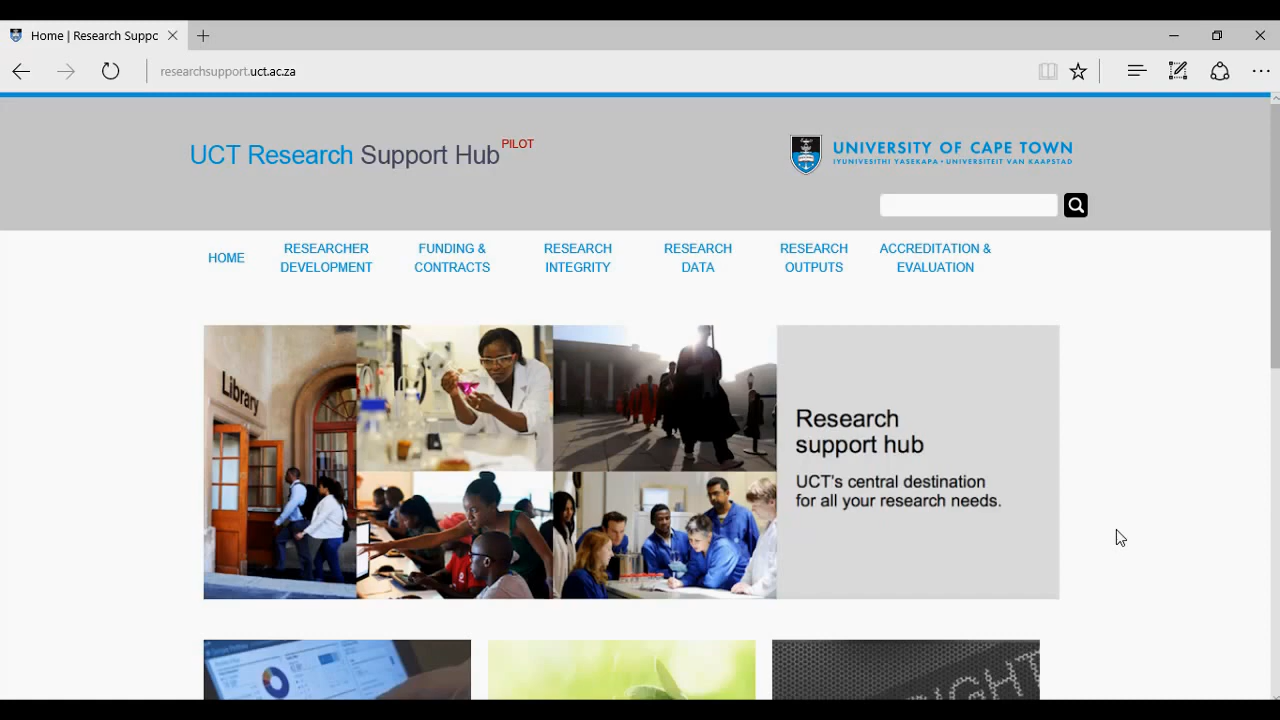 Home | Research Suppc
researchsupport.uct.ac.za
UCT Research Support Hub PILOT
UNIVERSITY OF CAPE TOWN
IYUNIVESITHI YASEKAPA • UNIVERSITEIT VAN KAAPSTAD
HOME
RESEARCHER
DEVELOPMENT
FUNDING &
CONTRACTS
RESEARCH
INTEGRITY
RESEARCH
DATA
RESEARCH
OUTPUTS
ACCREDITATION &
EVALUATION
Library
Research
support hub
UCT's central destination
for all your research needs.